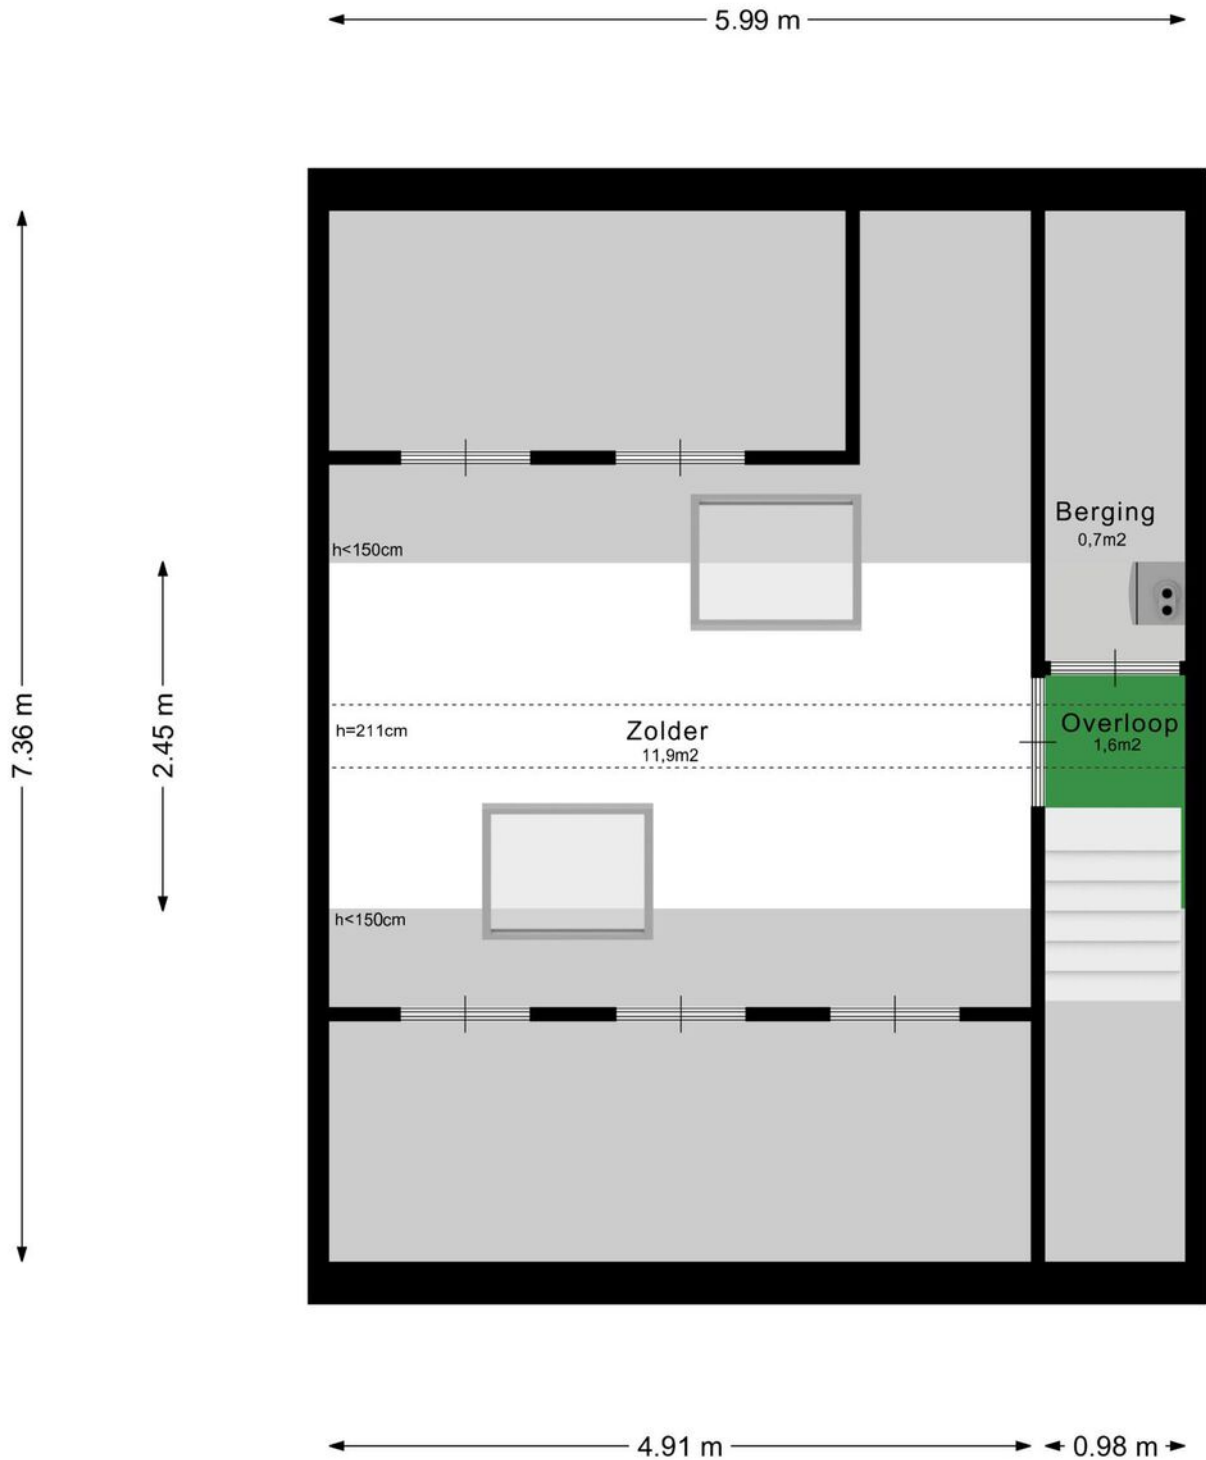 5.99 m
Berging
0,7m2
h<150cm
7.36 m
2.45 m
h=211cm
Zolder
11,9m2
Overloop
1,6m2
h<150cm
4.91 m
0.98 m